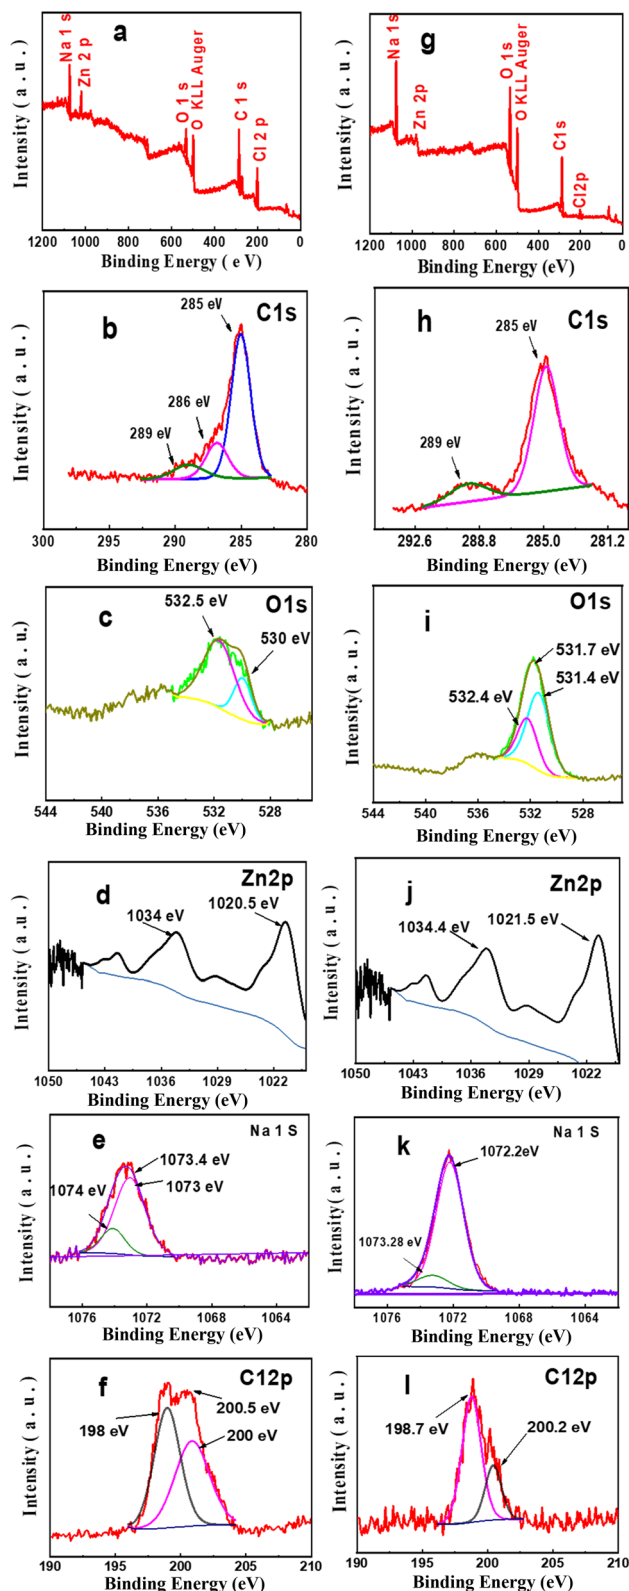 a
Na 1 s
Zn 2 p
O 1 s
O KLL Auger
C 1 s
Cl 2 p
Intensity ( a . u . )
1200 1000 800 600 400 200 0
Binding Energy ( e V)
g
Na 1s
Zn 2p
O 1s
O KLL Auger
C1s
Cl2p
Intensity ( a . u . )
1200 1000 800 600 400 200 0
Binding Energy (eV)
b
C1s
285 eV
286 eV
289 eV
Intensity ( a . u . )
300 295 290 285 280
Binding Energy (eV)
h
C1s
285 eV
289 eV
Intensity ( a . u . )
292.6 288.8 285.0 281.2
Binding Energy (eV)
c
O1s
532.5 eV
530 eV
Intensity ( a. u.)
544 540 536 532 528
Binding Energy (eV)
i
O1s
531.7 eV
531.4 eV
532.4 eV
Intensity( a. u. )
544 540 536 532 528
Binding Energy (eV)
d
Zn2p
1034 eV
1020.5 eV
Intensity ( a. u. )
1050 1043 1036 1029 1022
Binding Energy (eV)
j
Zn2p
1034.4 eV
1021.5 eV
Intensity ( a. u. )
1050 1043 1036 1029 1022
Binding Energy (eV)
e
Na 1 S
1073.4 eV
1073 eV
1074 eV
Intensity ( a . u . )
1076 1072 1068 1064
Binding Energy (eV)
k
Na 1 S
1072.2eV
1073.28 eV
Intensity( a. u. )
1076 1072 1068 1064
Binding Energy (eV)
f
C12p
200.5 eV
198 eV
200 eV
Intensity ( a . u . )
190 195 200 205 210
Binding Energy (eV)
l
C12p
198.7 eV
200.2 eV
Intensity ( a . u . )
190 195 200 205 210
Binding Energy (eV)